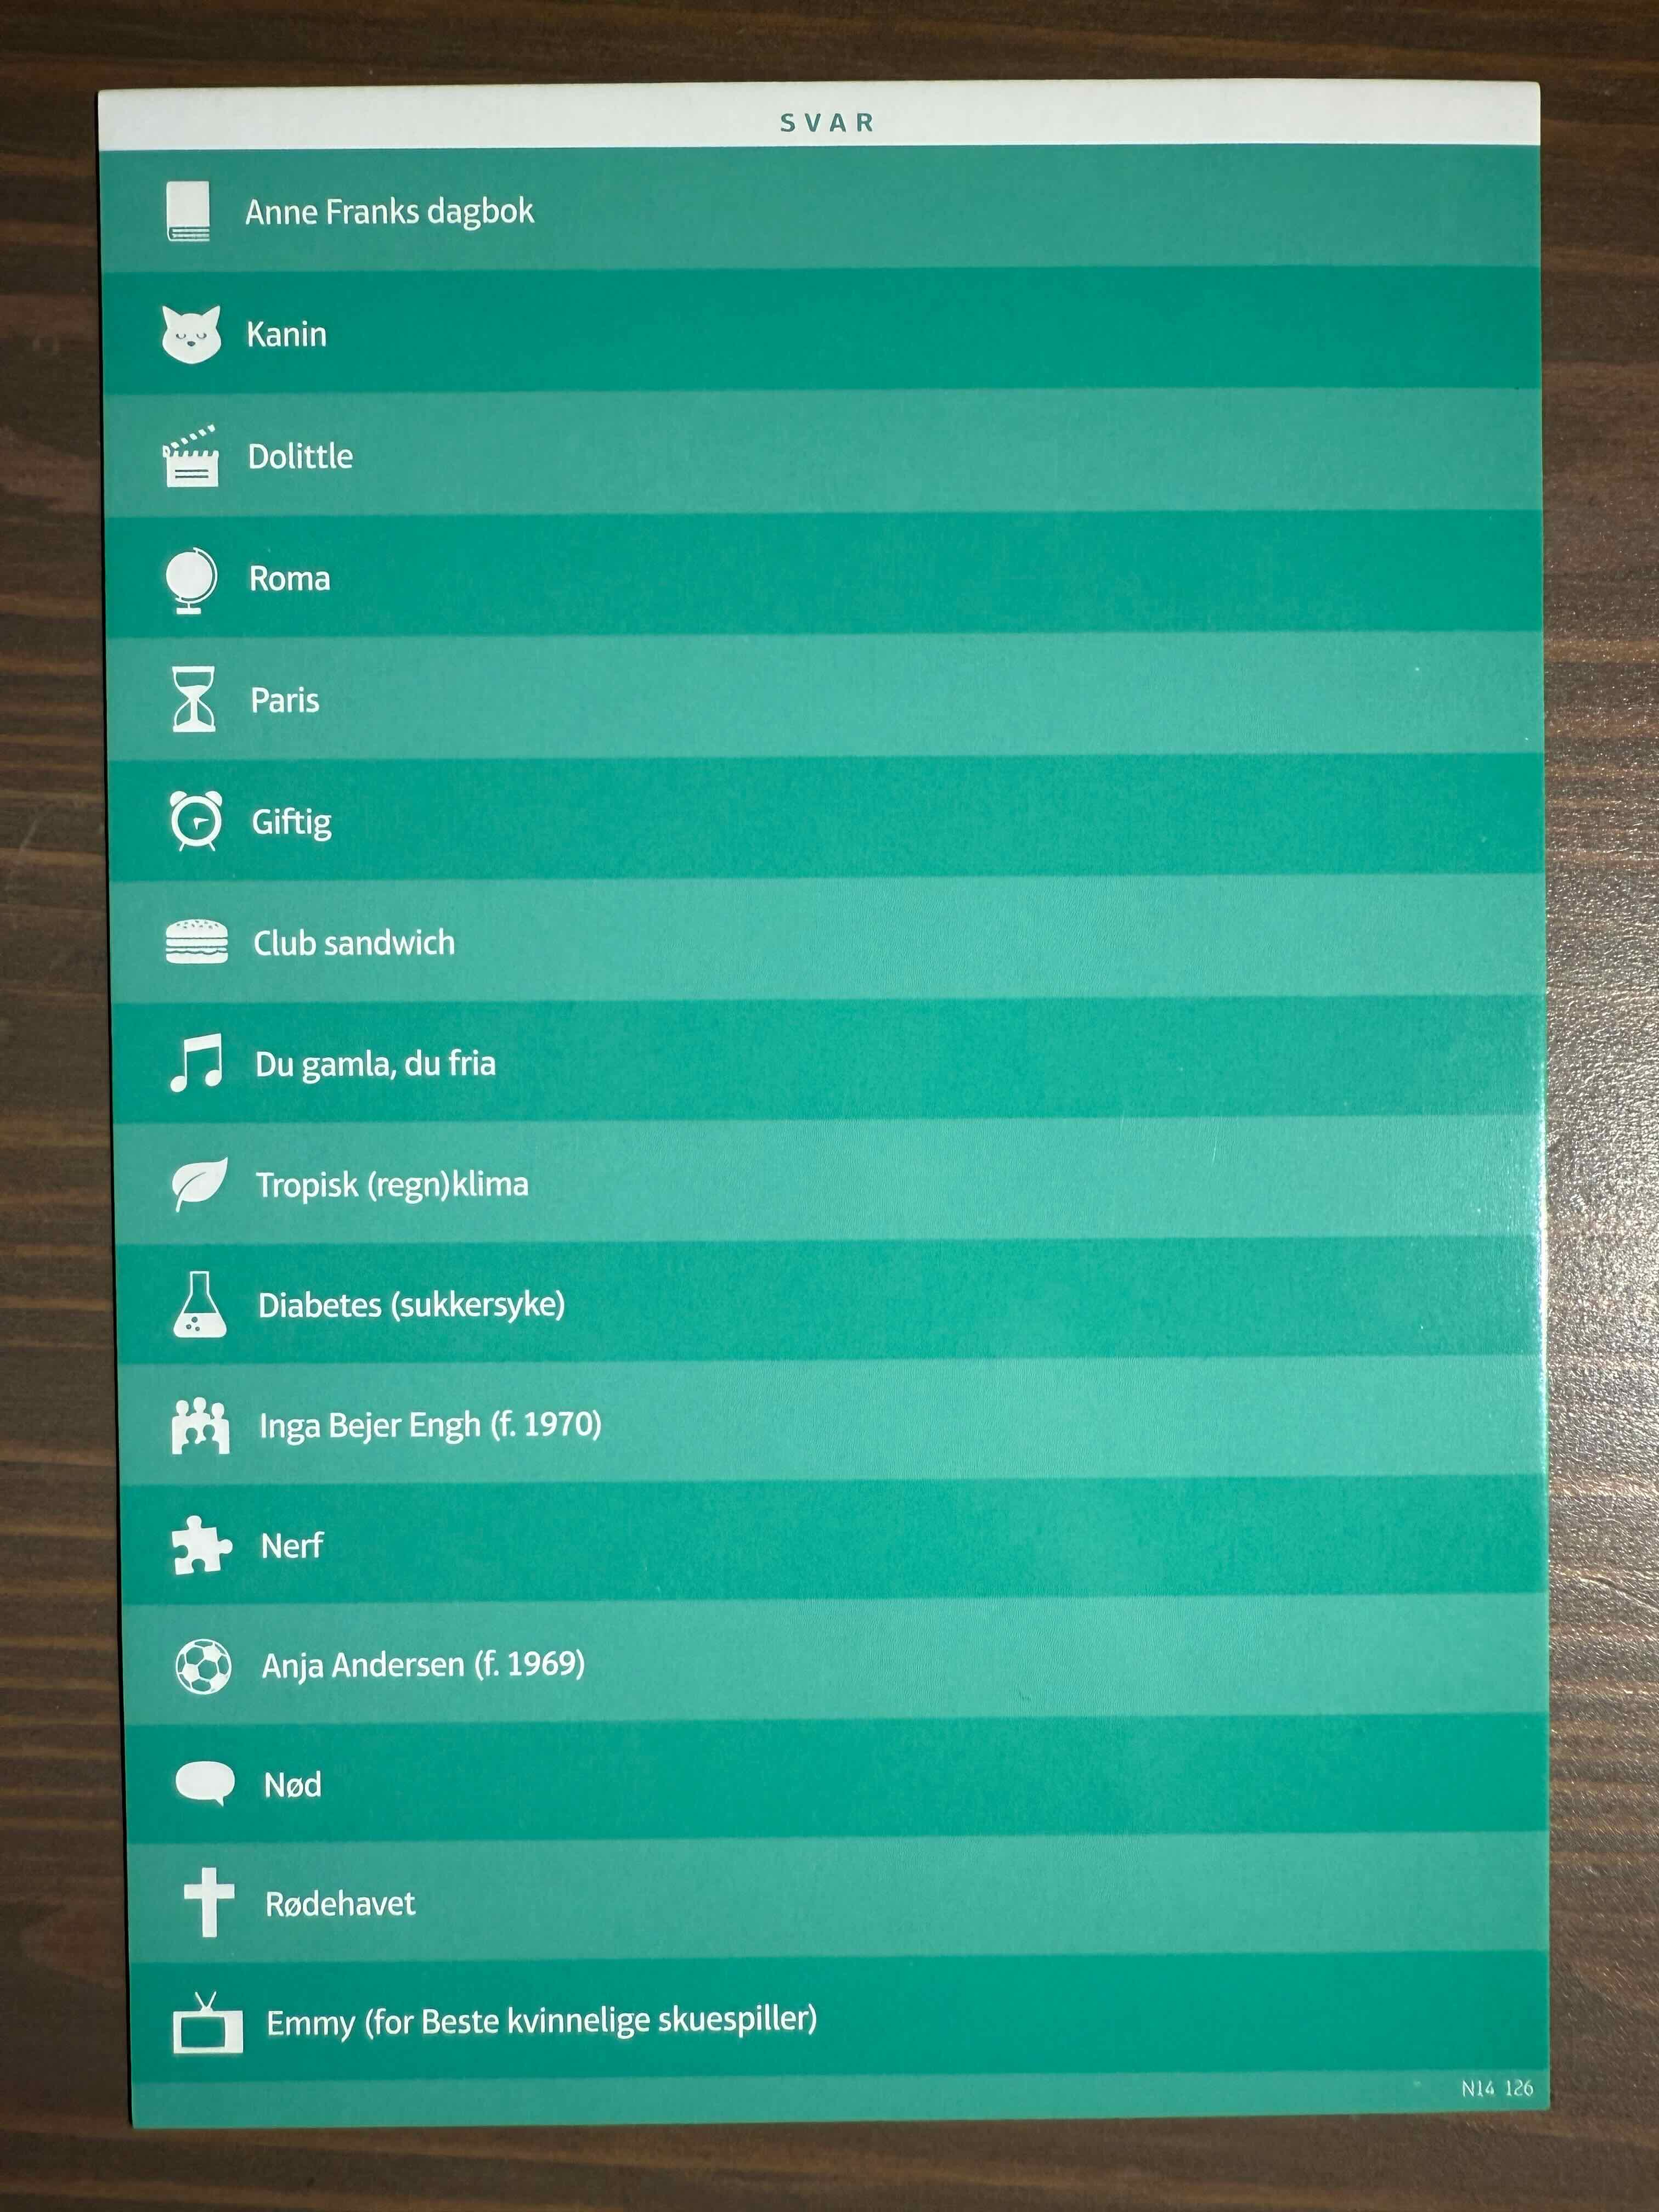 SVAR
Anne Franks dagbok
Kanin
Dolittle
Roma
Paris
Giftig
Club sandwich
Du gamla, du fria
Tropisk (regn)klima
Diabetes (sukkersyke)
Inga Bejer Engh (f. 1970)
Nerf
Anja Andersen (f. 1969)
Nød
Rødehavet
Emmy (for Beste kvinnelige skuespiller)
N14 126